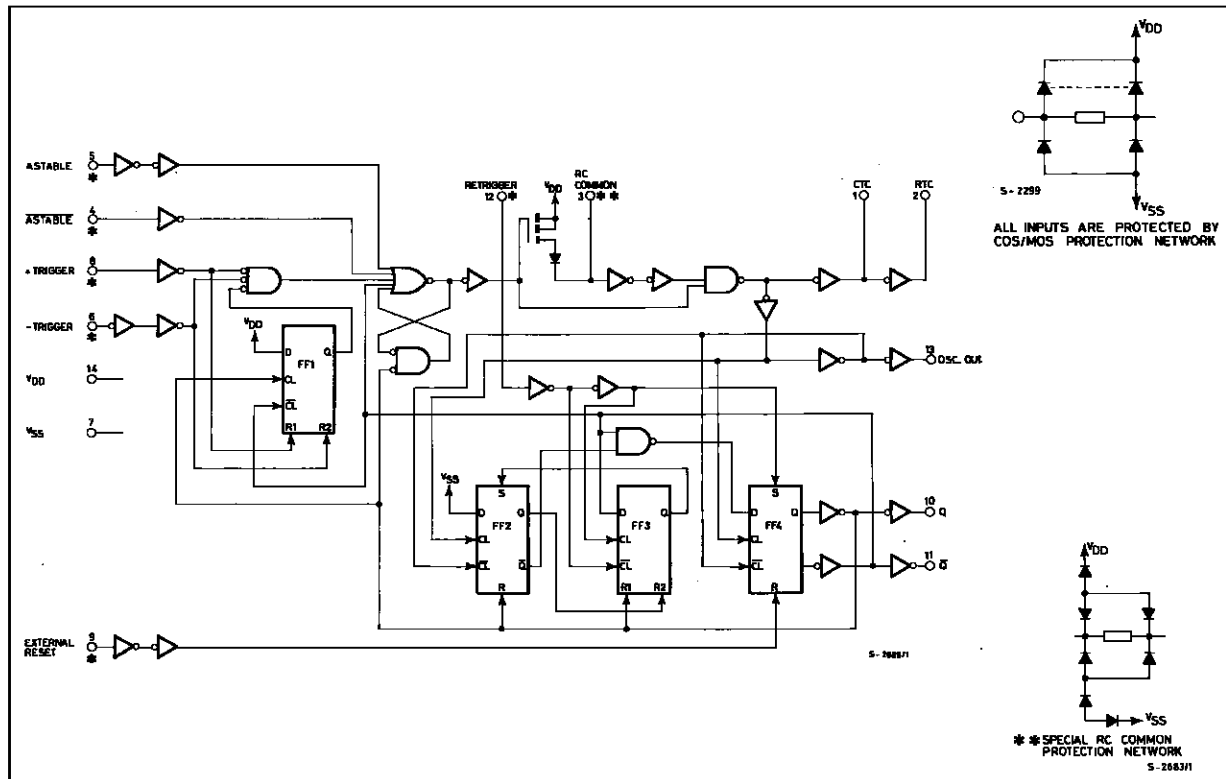 VDD
S-2299
VSS
ALL INPUTS ARE PROTECTED BY
COS/MOS PROTECTION NETWORK
ASTABLE 5 *
ASTABLE 4 *
+ TRIGGER 8 *
- TRIGGER 6 *
VDD 14
VSS 7
EXTERNAL
RESET 9 *
RETRIGGER
12 *
VDD
RC
COMMON
3 * *
CTC
1
RTC
2
13 OSC. OUT
VDD
D Q
FF1
CL
CL
R1 R2
VSS
S
D Q
FF2
CL
CL Q
R
D Q
FF3
CL
CL
R1 R2
S
D Q
FF4
CL
CL
R
10 Q
11 Q
VDD
VSS
* * SPECIAL RC COMMON
PROTECTION NETWORK
S-2683/1